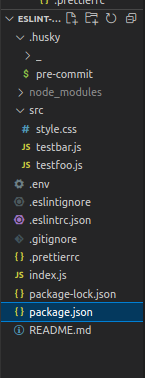 .prettierrc
ESLINT-...
.husky
_
pre-commit
node_modules
src
style.css
testbar.js
testfoo.js
.env
.eslintignore
.eslintrc.json
.gitignore
.prettierrc
index.js
package-lock.json
package.json
README.md